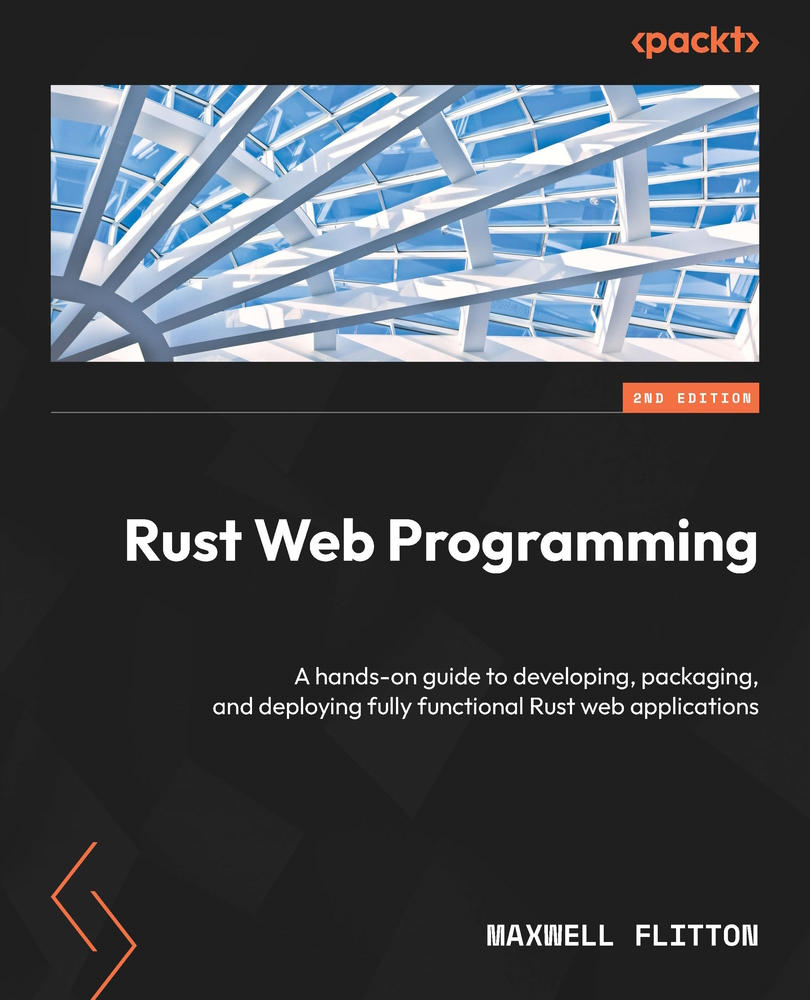 <packt>
2ND EDITION
Rust Web Programming
A hands-on guide to developing, packaging,
and deploying fully functional Rust web applications
MAXWELL FLITTON